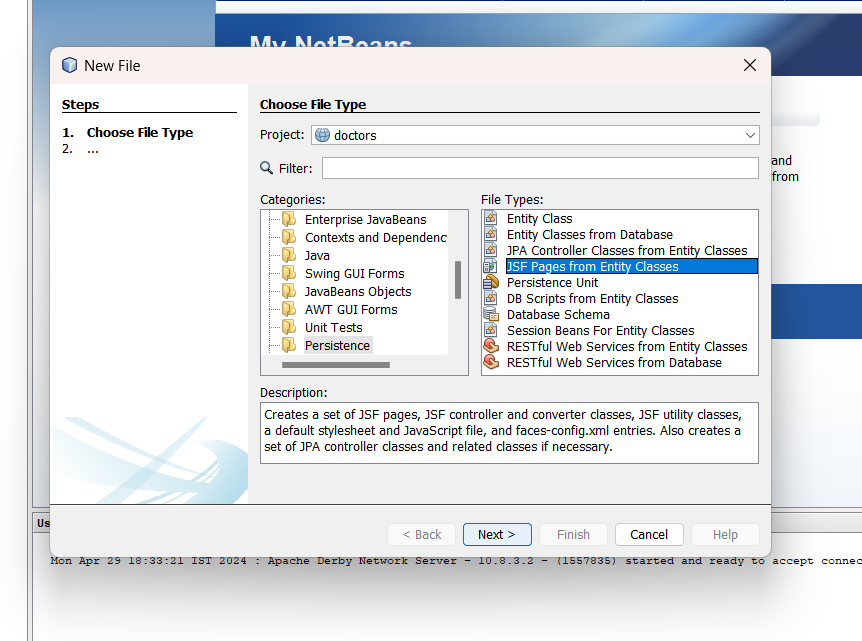 My NetBeans
New File
Steps
1. Choose File Type
2. ...
Choose File Type
Project: doctors
Filter:
Categories:
Enterprise JavaBeans
Contexts and Dependenc
Java
Swing GUI Forms
JavaBeans Objects
AWT GUI Forms
Unit Tests
Persistence
File Types:
Entity Class
Entity Classes from Database
JPA Controller Classes from Entity Classes
JSF Pages from Entity Classes
Persistence Unit
DB Scripts from Entity Classes
Database Schema
Session Beans For Entity Classes
RESTful Web Services from Entity Classes
RESTful Web Services from Database
Description:
Creates a set of JSF pages, JSF controller and converter classes, JSF utility classes,
a default stylesheet and JavaScript file, and faces-config.xml entries. Also creates a
set of JPA controller classes and related classes if necessary.
< Back Next > Finish Cancel Help
and
from
Us
Mon Apr 29 18:33:21 IST 2024 : Apache Derby Network Server - 10.8.3.2 - (1557835) started and ready to accept connec